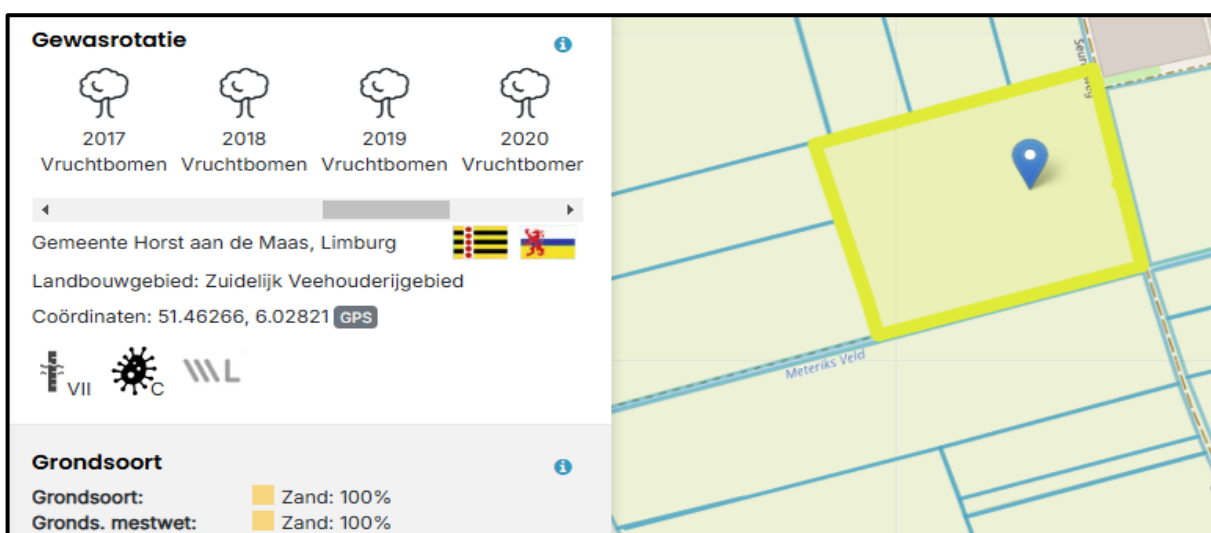 Gewasrotatie
2017 2018 2019 2020
Vruchtbomen Vruchtbomen Vruchtbomen Vruchtbomer
Gemeente Horst aan de Maas, Limburg
Landbouwgebied: Zuidelijk Veehouderijgebied
Coördinaten: 51.46266, 6.02821 GPS
VII C L
Grondsoort
Grondsoort: Zand: 100%
Gronds. mestwet: Zand: 100%
Meteriks Veld